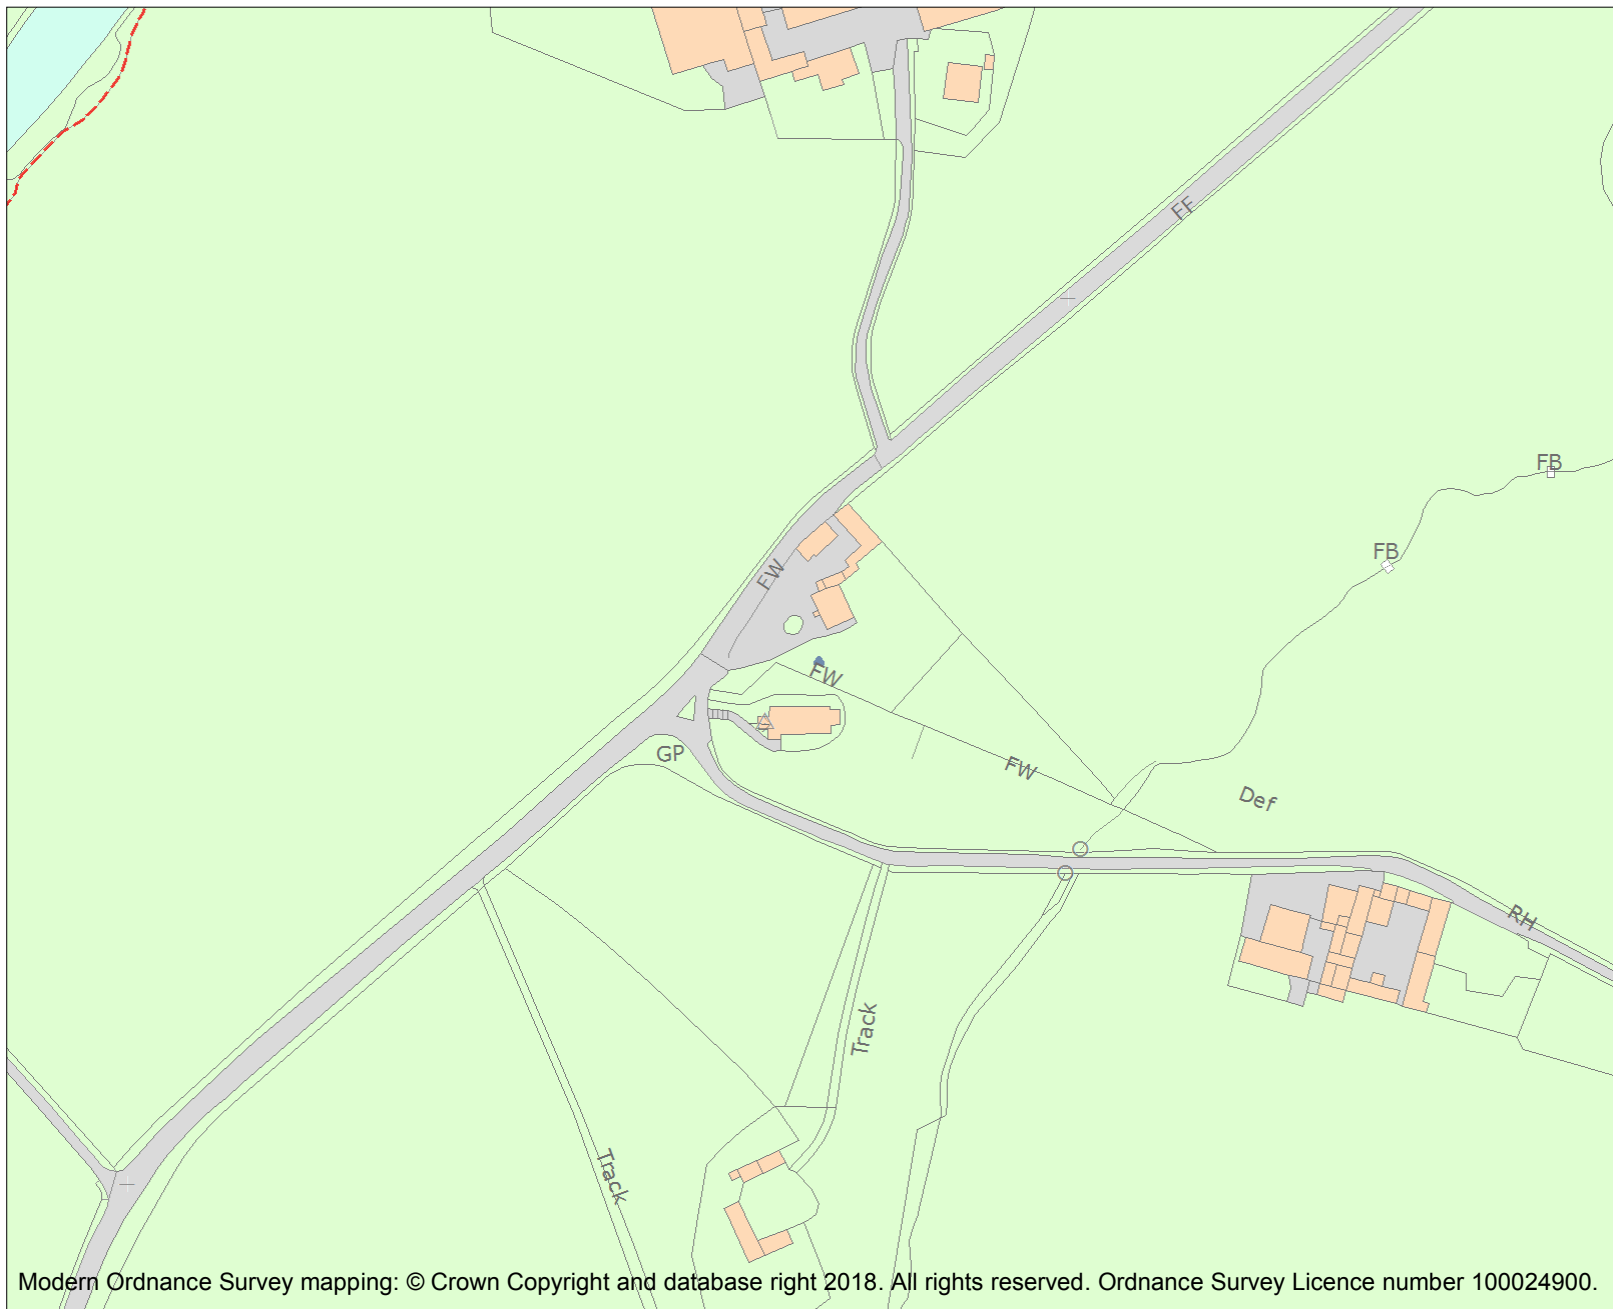 FF
FB
FB
FW
FW
GP
FW
Def
RH
Track
Track
Modern Ordnance Survey mapping: © Crown Copyright and database right 2018. All rights reserved. Ordnance Survey Licence number 100024900.